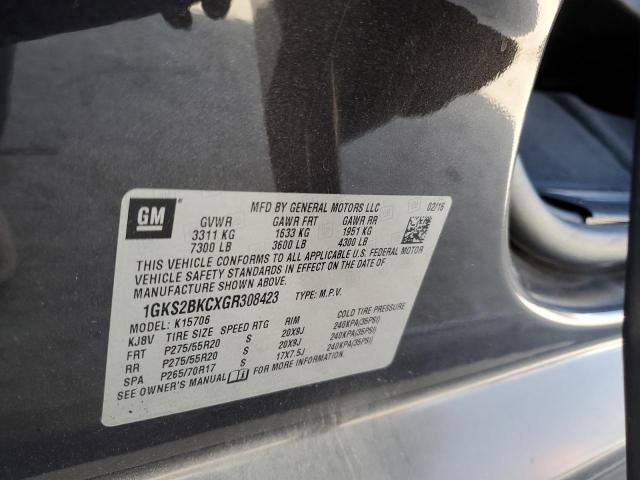 GM
MFD BY GENERAL MOTORS LLC 02/16
GVWR GAWR FRT GAWR RR
3311 KG 1633 KG 1951 KG
7300 LB 3600 LB 4300 LB
THIS VEHICLE CONFORMS TO ALL APPLICABLE U.S. FEDERAL MOTOR
VEHICLE SAFETY STANDARDS IN EFFECT ON THE DATE OF
MANUFACTURE SHOWN ABOVE.
1GKS2BKCXGR308423 TYPE: M.P.V.
MODEL: K15706
KJ8V TIRE SIZE SPEED RTG RIM COLD TIRE PRESSURE
FRT P275/55R20 S 20X9J 240KPA(35PSI)
RR P275/55R20 S 20X9J 240KPA(35PSI)
SPA P265/70R17 S 17X7.5J 240KPA(35PSI)
SEE OWNER'S MANUAL FOR MORE INFORMATION.